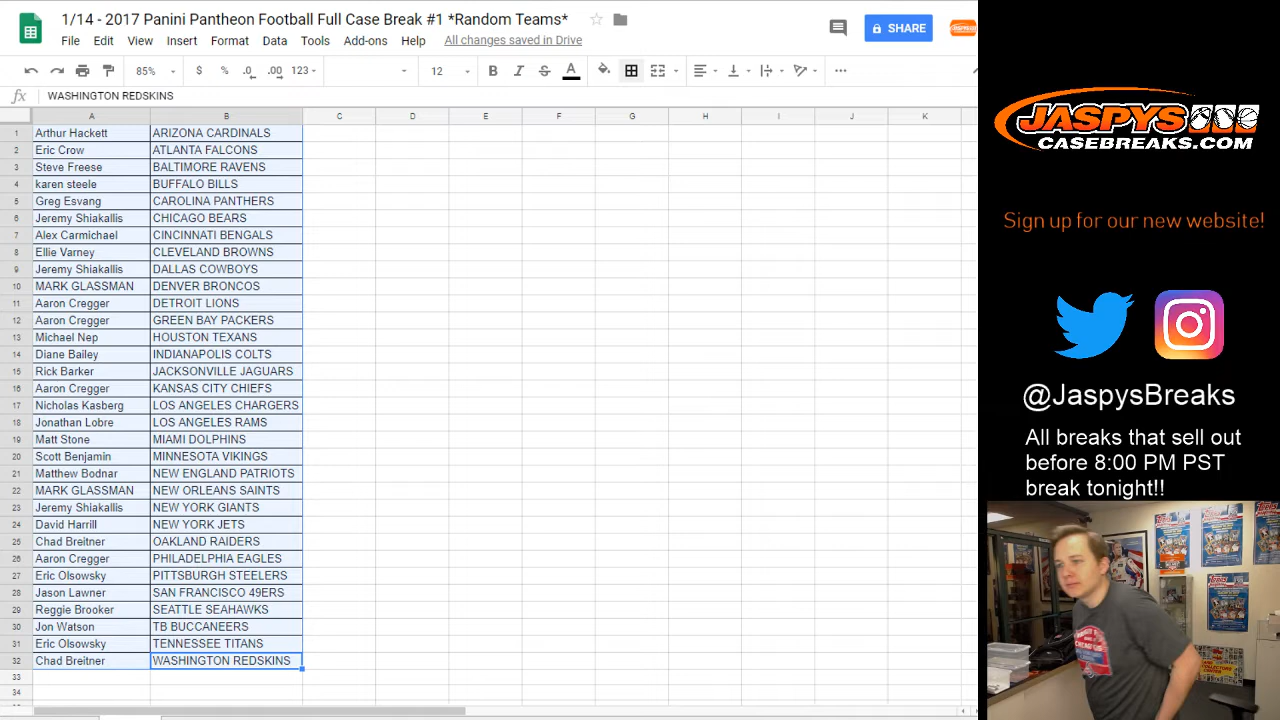 1/14 - 2017 Panini Pantheon Football Full Case Break #1 *Random Teams*
File Edit View Insert Format Data Tools Add-ons Help All changes saved in Drive
SHARE
85% $ % .0 .00 123 12 B I S A
fx WASHINGTON REDSKINS
A B C D E F G H I J K
1 Arthur Hackett ARIZONA CARDINALS
2 Eric Crow ATLANTA FALCONS
3 Steve Freese BALTIMORE RAVENS
4 karen steele BUFFALO BILLS
5 Greg Esvang CAROLINA PANTHERS
6 Jeremy Shiakallis CHICAGO BEARS
7 Alex Carmichael CINCINNATI BENGALS
8 Ellie Varney CLEVELAND BROWNS
9 Jeremy Shiakallis DALLAS COWBOYS
10 MARK GLASSMAN DENVER BRONCOS
11 Aaron Cregger DETROIT LIONS
12 Aaron Cregger GREEN BAY PACKERS
13 Michael Nep HOUSTON TEXANS
14 Diane Bailey INDIANAPOLIS COLTS
15 Rick Barker JACKSONVILLE JAGUARS
16 Aaron Cregger KANSAS CITY CHIEFS
17 Nicholas Kasberg LOS ANGELES CHARGERS
18 Jonathan Lobre LOS ANGELES RAMS
19 Matt Stone MIAMI DOLPHINS
20 Scott Benjamin MINNESOTA VIKINGS
21 Matthew Bodnar NEW ENGLAND PATRIOTS
22 MARK GLASSMAN NEW ORLEANS SAINTS
23 Jeremy Shiakallis NEW YORK GIANTS
24 David Harrill NEW YORK JETS
25 Chad Breitner OAKLAND RAIDERS
26 Aaron Cregger PHILADELPHIA EAGLES
27 Eric Olsowsky PITTSBURGH STEELERS
28 Jason Lawner SAN FRANCISCO 49ERS
29 Reggie Brooker SEATTLE SEAHAWKS
30 Jon Watson TB BUCCANEERS
31 Eric Olsowsky TENNESSEE TITANS
32 Chad Breitner WASHINGTON REDSKINS
33
34
JASPYS
CASEBREAKS.COM
Sign up for our new website!
@JaspysBreaks
All breaks that sell out
before 8:00 PM PST
break tonight!!